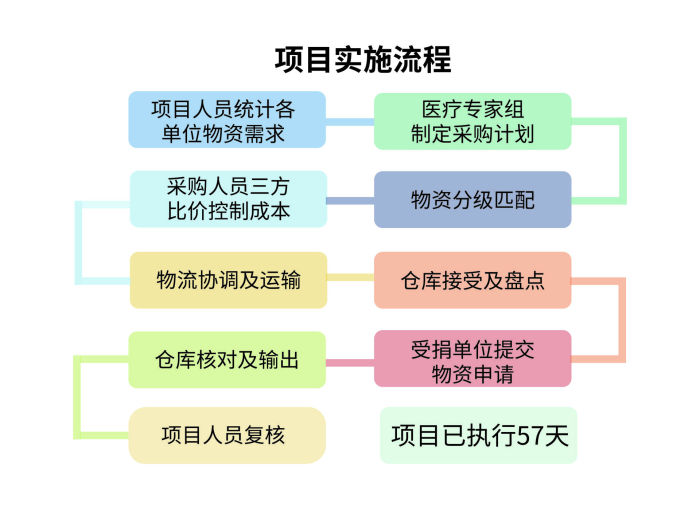 项目实施流程
项目人员统计各
单位物资需求
医疗专家组
制定采购计划
采购人员三方
比价控制成本
物资分级匹配
物流协调及运输
仓库接受及盘点
仓库核对及输出
受捐单位提交
物资申请
项目人员复核
项目已执行57天